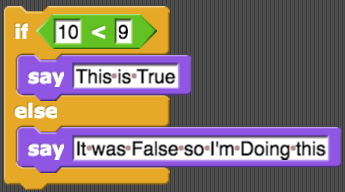 if 10 < 9
say This is True
else
say It was False so I'm Doing this